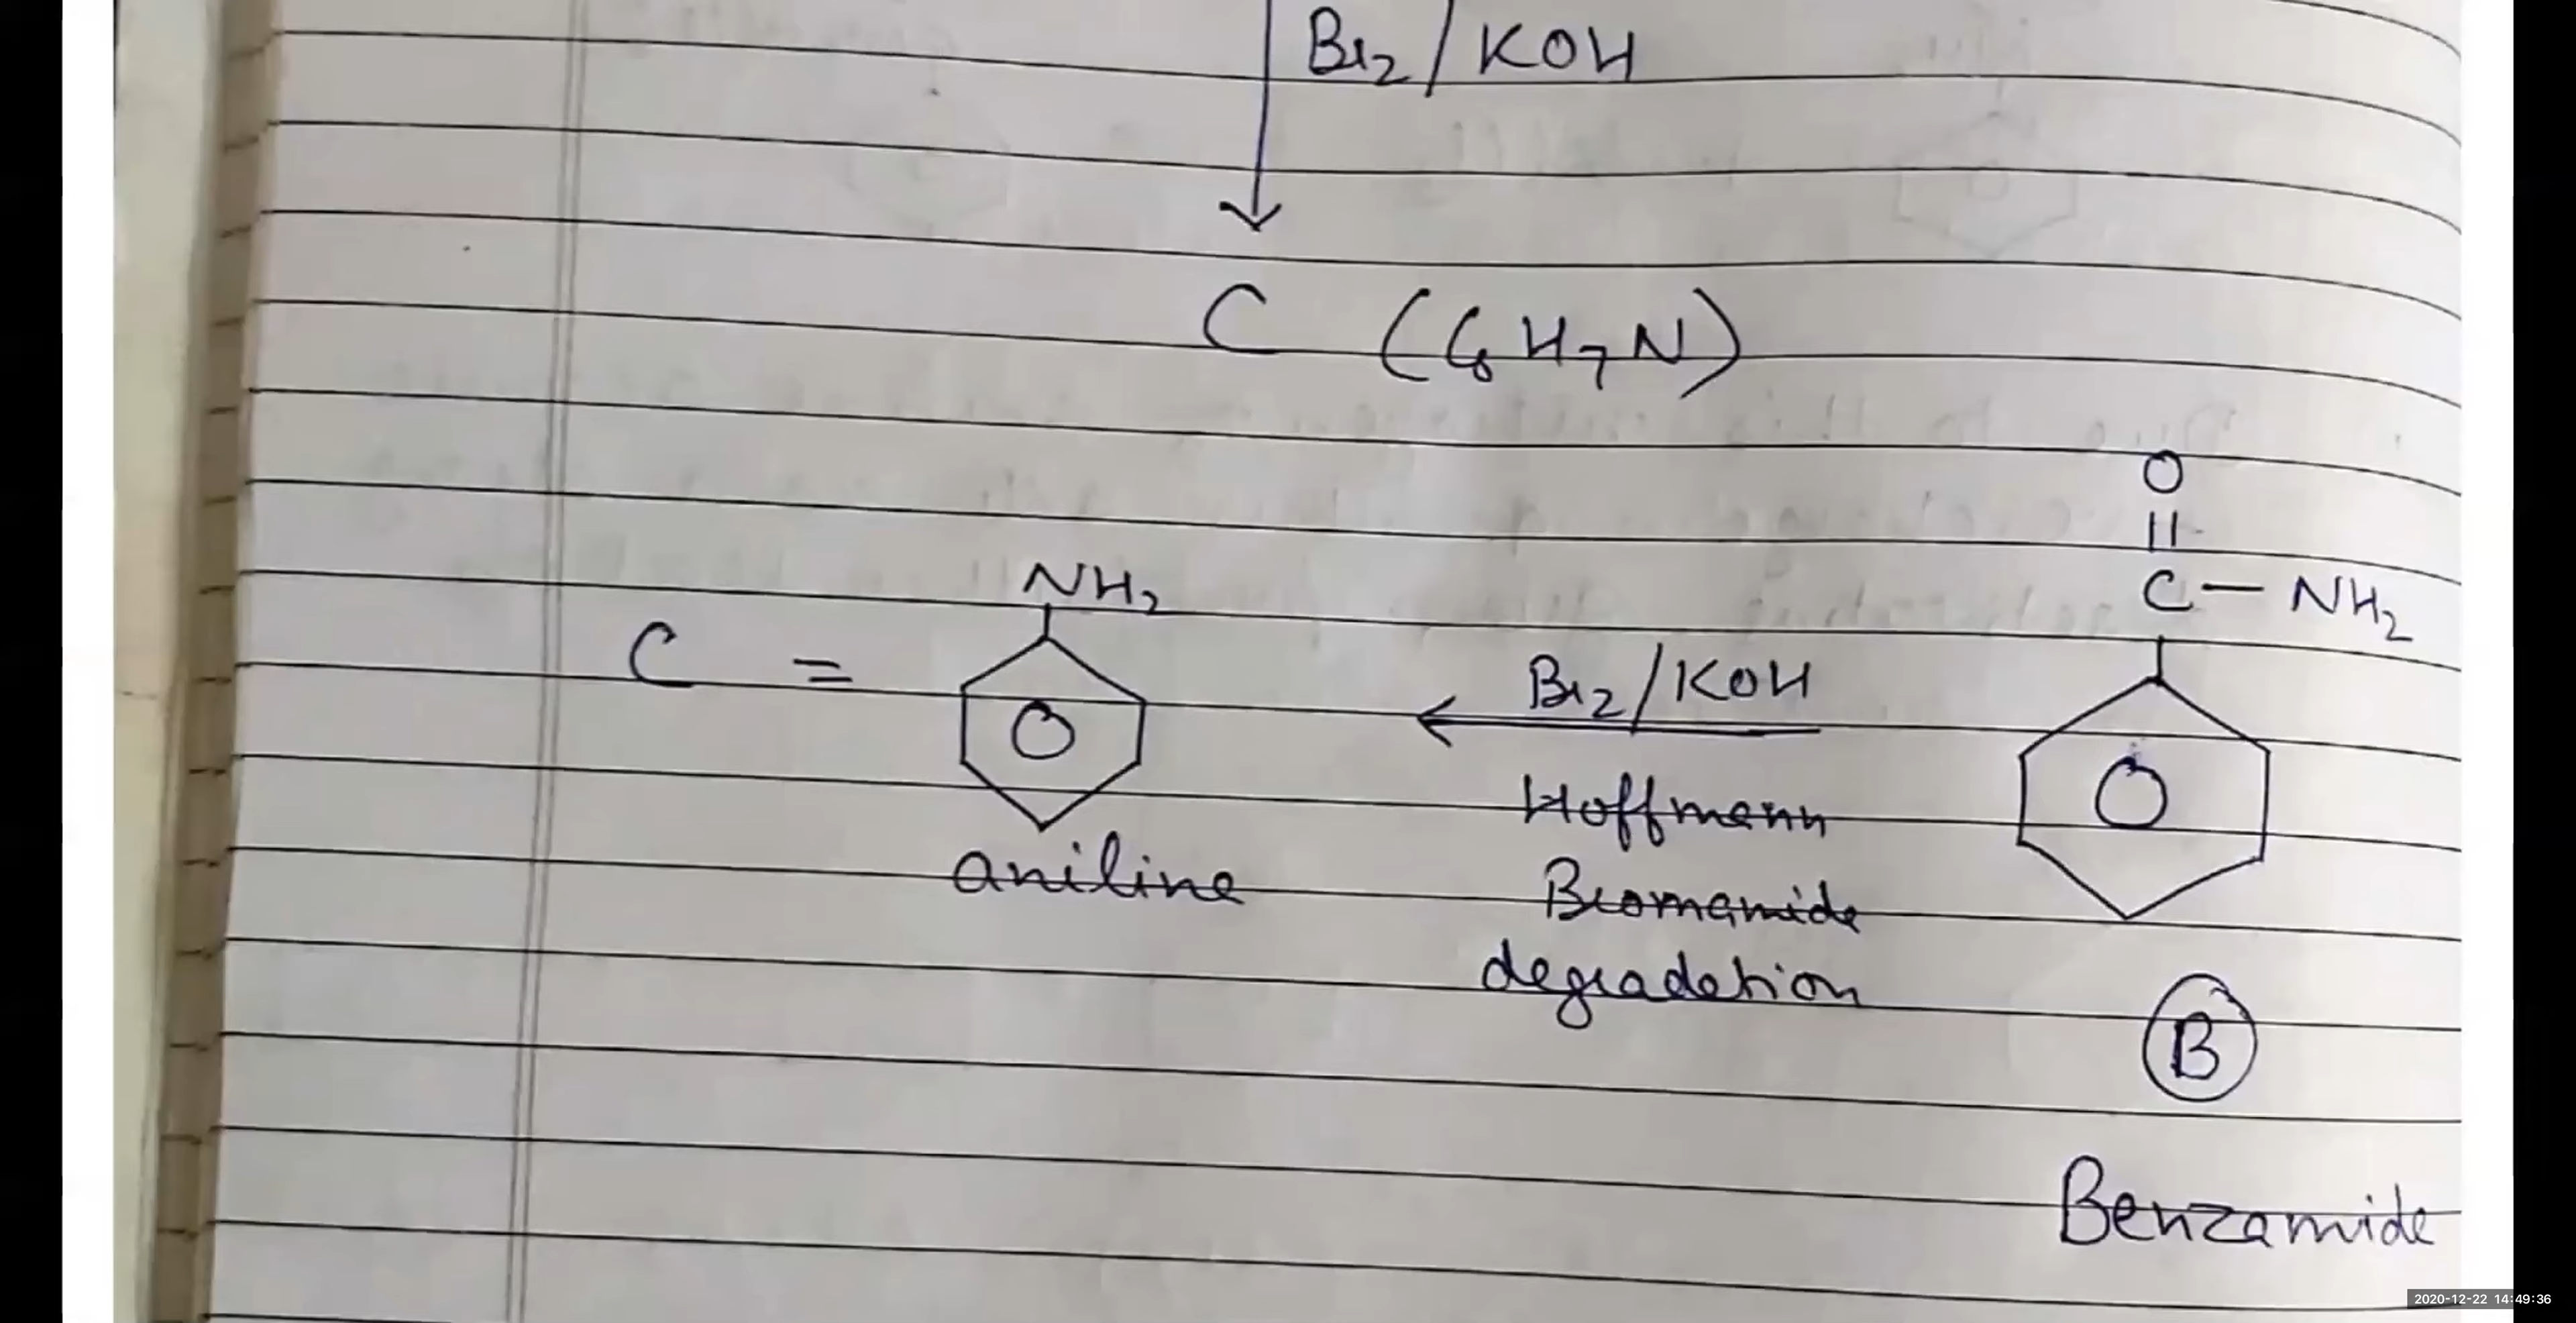 Br2/KOH
C (C6H7N)
O
||
C - NH2
NH2
C =
Br2/KOH
Hoffmann
Bromamide
degradation
aniline
B
Benzamide
2020-12-22 14:49:36